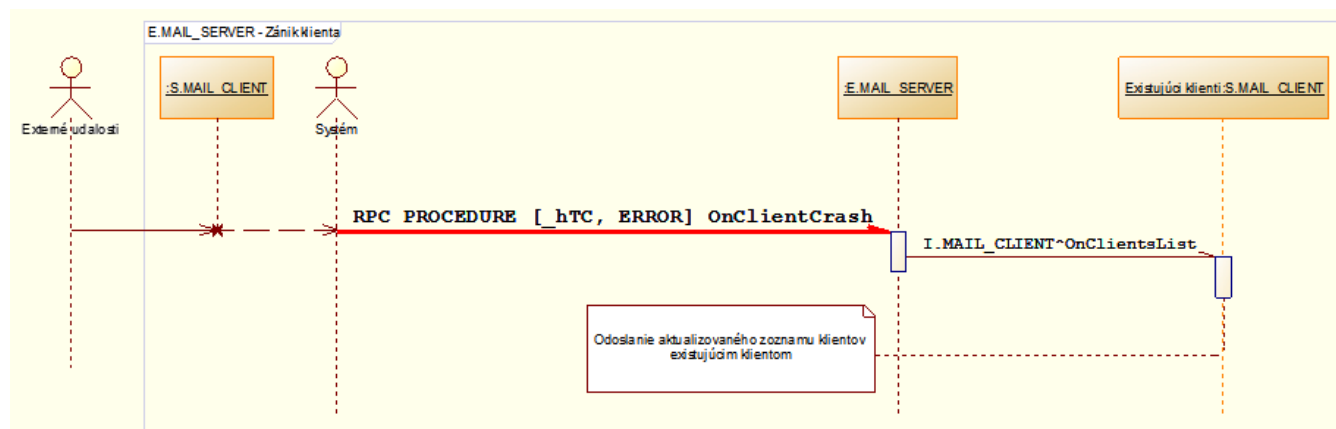 E.MAIL_SERVER - Zánik klienta
:S.MAIL_CLIENT
:E.MAIL_SERVER
Existujúci klienti:S.MAIL_CLIENT
Externé udalosti
Systém
RPC PROCEDURE [_hTC, ERROR] OnClientCrash
I.MAIL_CLIENT^OnClientsList
Odoslanie aktualizovaného zoznamu klientov
existujúcim klientom